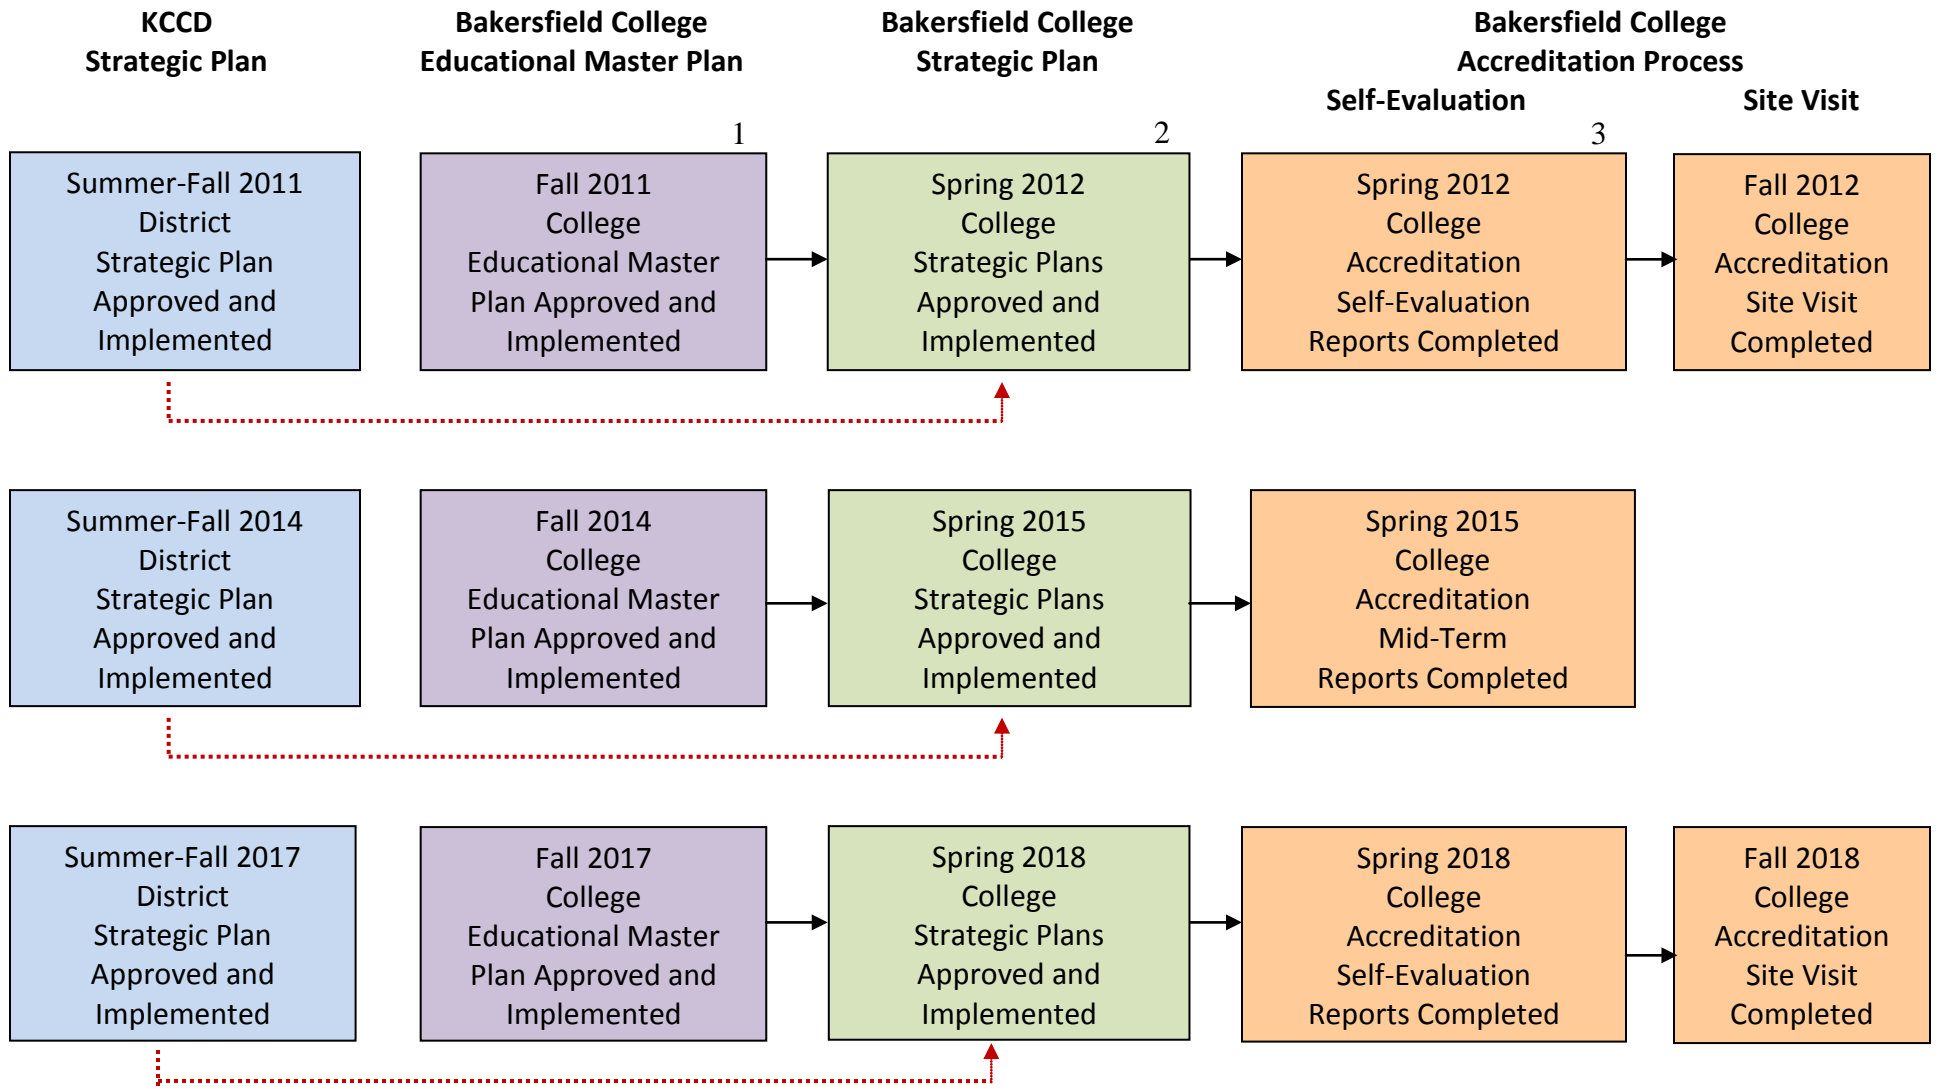 KCCD
Strategic Plan
Bakersfield College
Educational Master Plan
Bakersfield College
Strategic Plan
Bakersfield College
Accreditation Process
Self-Evaluation
Site Visit
1
2
3
Summer-Fall 2011
District
Strategic Plan
Approved and
Implemented
Fall 2011
College
Educational Master
Plan Approved and
Implemented
Spring 2012
College
Strategic Plans
Approved and
Implemented
Spring 2012
College
Accreditation
Self-Evaluation
Reports Completed
Fall 2012
College
Accreditation
Site Visit
Completed
Summer-Fall 2014
District
Strategic Plan
Approved and
Implemented
Fall 2014
College
Educational Master
Plan Approved and
Implemented
Spring 2015
College
Strategic Plans
Approved and
Implemented
Spring 2015
College
Accreditation
Mid-Term
Reports Completed
Summer-Fall 2017
District
Strategic Plan
Approved and
Implemented
Fall 2017
College
Educational Master
Plan Approved and
Implemented
Spring 2018
College
Strategic Plans
Approved and
Implemented
Spring 2018
College
Accreditation
Self-Evaluation
Reports Completed
Fall 2018
College
Accreditation
Site Visit
Completed